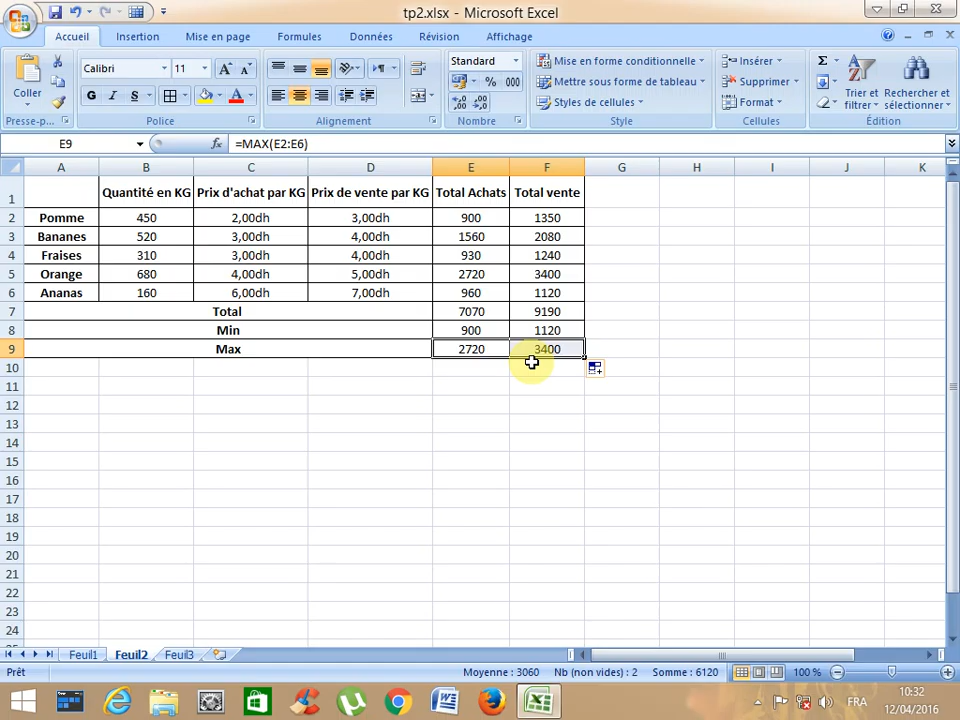 tp2.xlsx - Microsoft Excel
Accueil Insertion Mise en page Formules Données Révision Affichage
Calibri 11 Standard Mise en forme conditionnelle Insérer
Coller Mettre sous forme de tableau Supprimer Trier et filtrer Rechercher et sélectionner
G I S % 000 Styles de cellules Format
Presse-p... Police Alignement Nombre Style Cellules Édition
E9 fx =MAX(E2:E6)
A B C D E F G H I J K
1 Quantité en KG Prix d'achat par KG Prix de vente par KG Total Achats Total vente
2 Pomme 450 2,00dh 3,00dh 900 1350
3 Bananes 520 3,00dh 4,00dh 1560 2080
4 Fraises 310 3,00dh 4,00dh 930 1240
5 Orange 680 4,00dh 5,00dh 2720 3400
6 Ananas 160 6,00dh 7,00dh 960 1120
7 Total 7070 9190
8 Min 900 1120
9 Max 2720 3400
10
11
12
13
14
15
16
17
18
19
20
21
22
23
24
Feuil1 Feuil2 Feuil3
Prêt Moyenne : 3060 Nb (non vides) : 2 Somme : 6120 100 %
FRA 10:32
12/04/2016